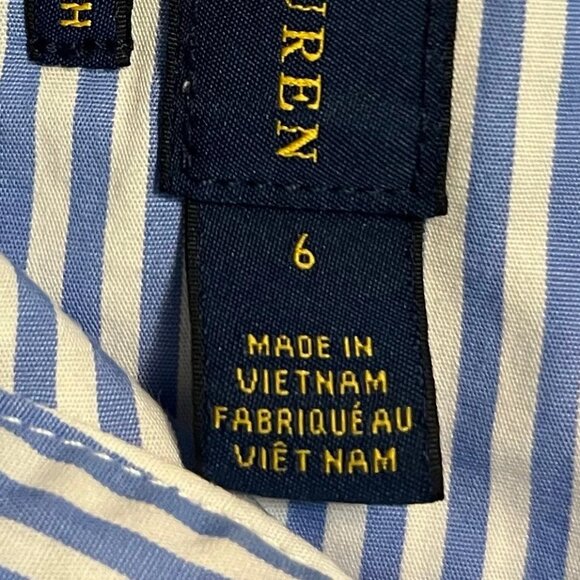 UREN
6
MADE IN
VIETNAM
FABRIQUÉ AU
VIÊT NAM